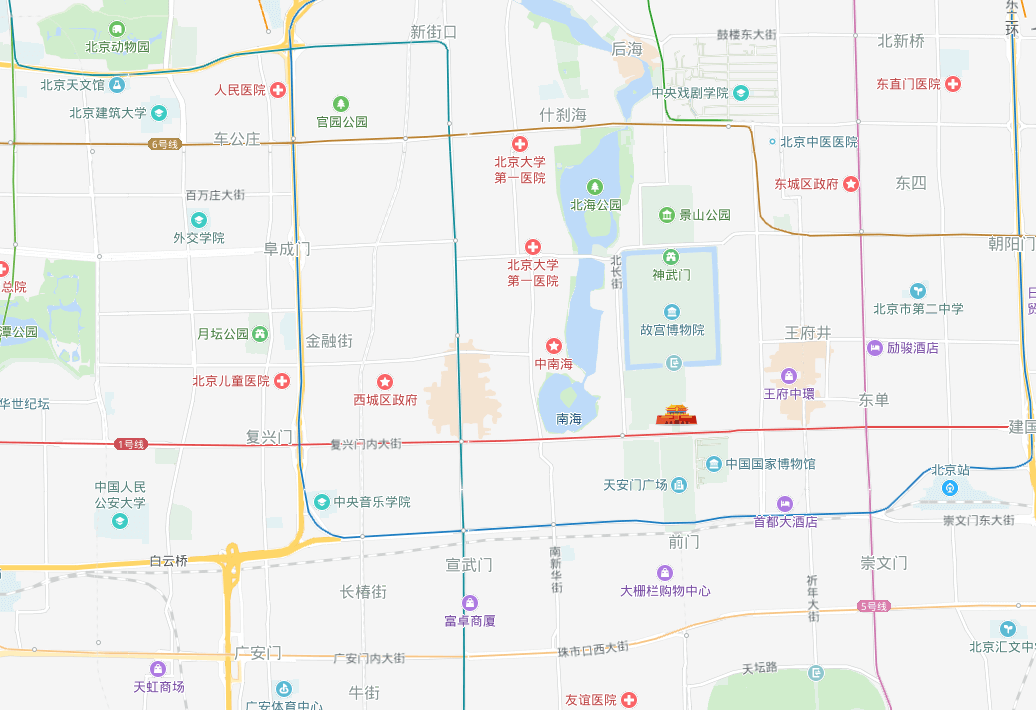 新街口
鼓楼东大街
东二环
北京动物园
后海
北新桥
北京天文馆
人民医院
中央戏剧学院
东直门医院
北京建筑大学
官园公园
什刹海
6号线
车公庄
北京大学
第一医院
北京中医医院
东城区政府
东四
百万庄大街
北海公园
景山公园
外交学院
阜成门
朝阳门
总院
北京大学
第一医院
北长街
神武门
北京市第二中学
潭公园
月坛公园
金融街
故宫博物院
王府井
励骏酒店
中南海
北京儿童医院
西城区政府
王府中環
华世纪坛
东单
南海
1号线
复兴门
复兴门内大街
建国
中国国家博物馆
北京站
中国人民
公安大学
天安门广场
中央音乐学院
首都大酒店
崇文门东大街
白云桥
宣武门
前门
崇文门
南新华街
大栅栏购物中心
祈年大街
长椿街
富卓商厦
5号线
北京汇文中
广安门
广安门内大街
珠市口西大街
天坛路
天虹商场
牛街
友谊医院
广安体育中心